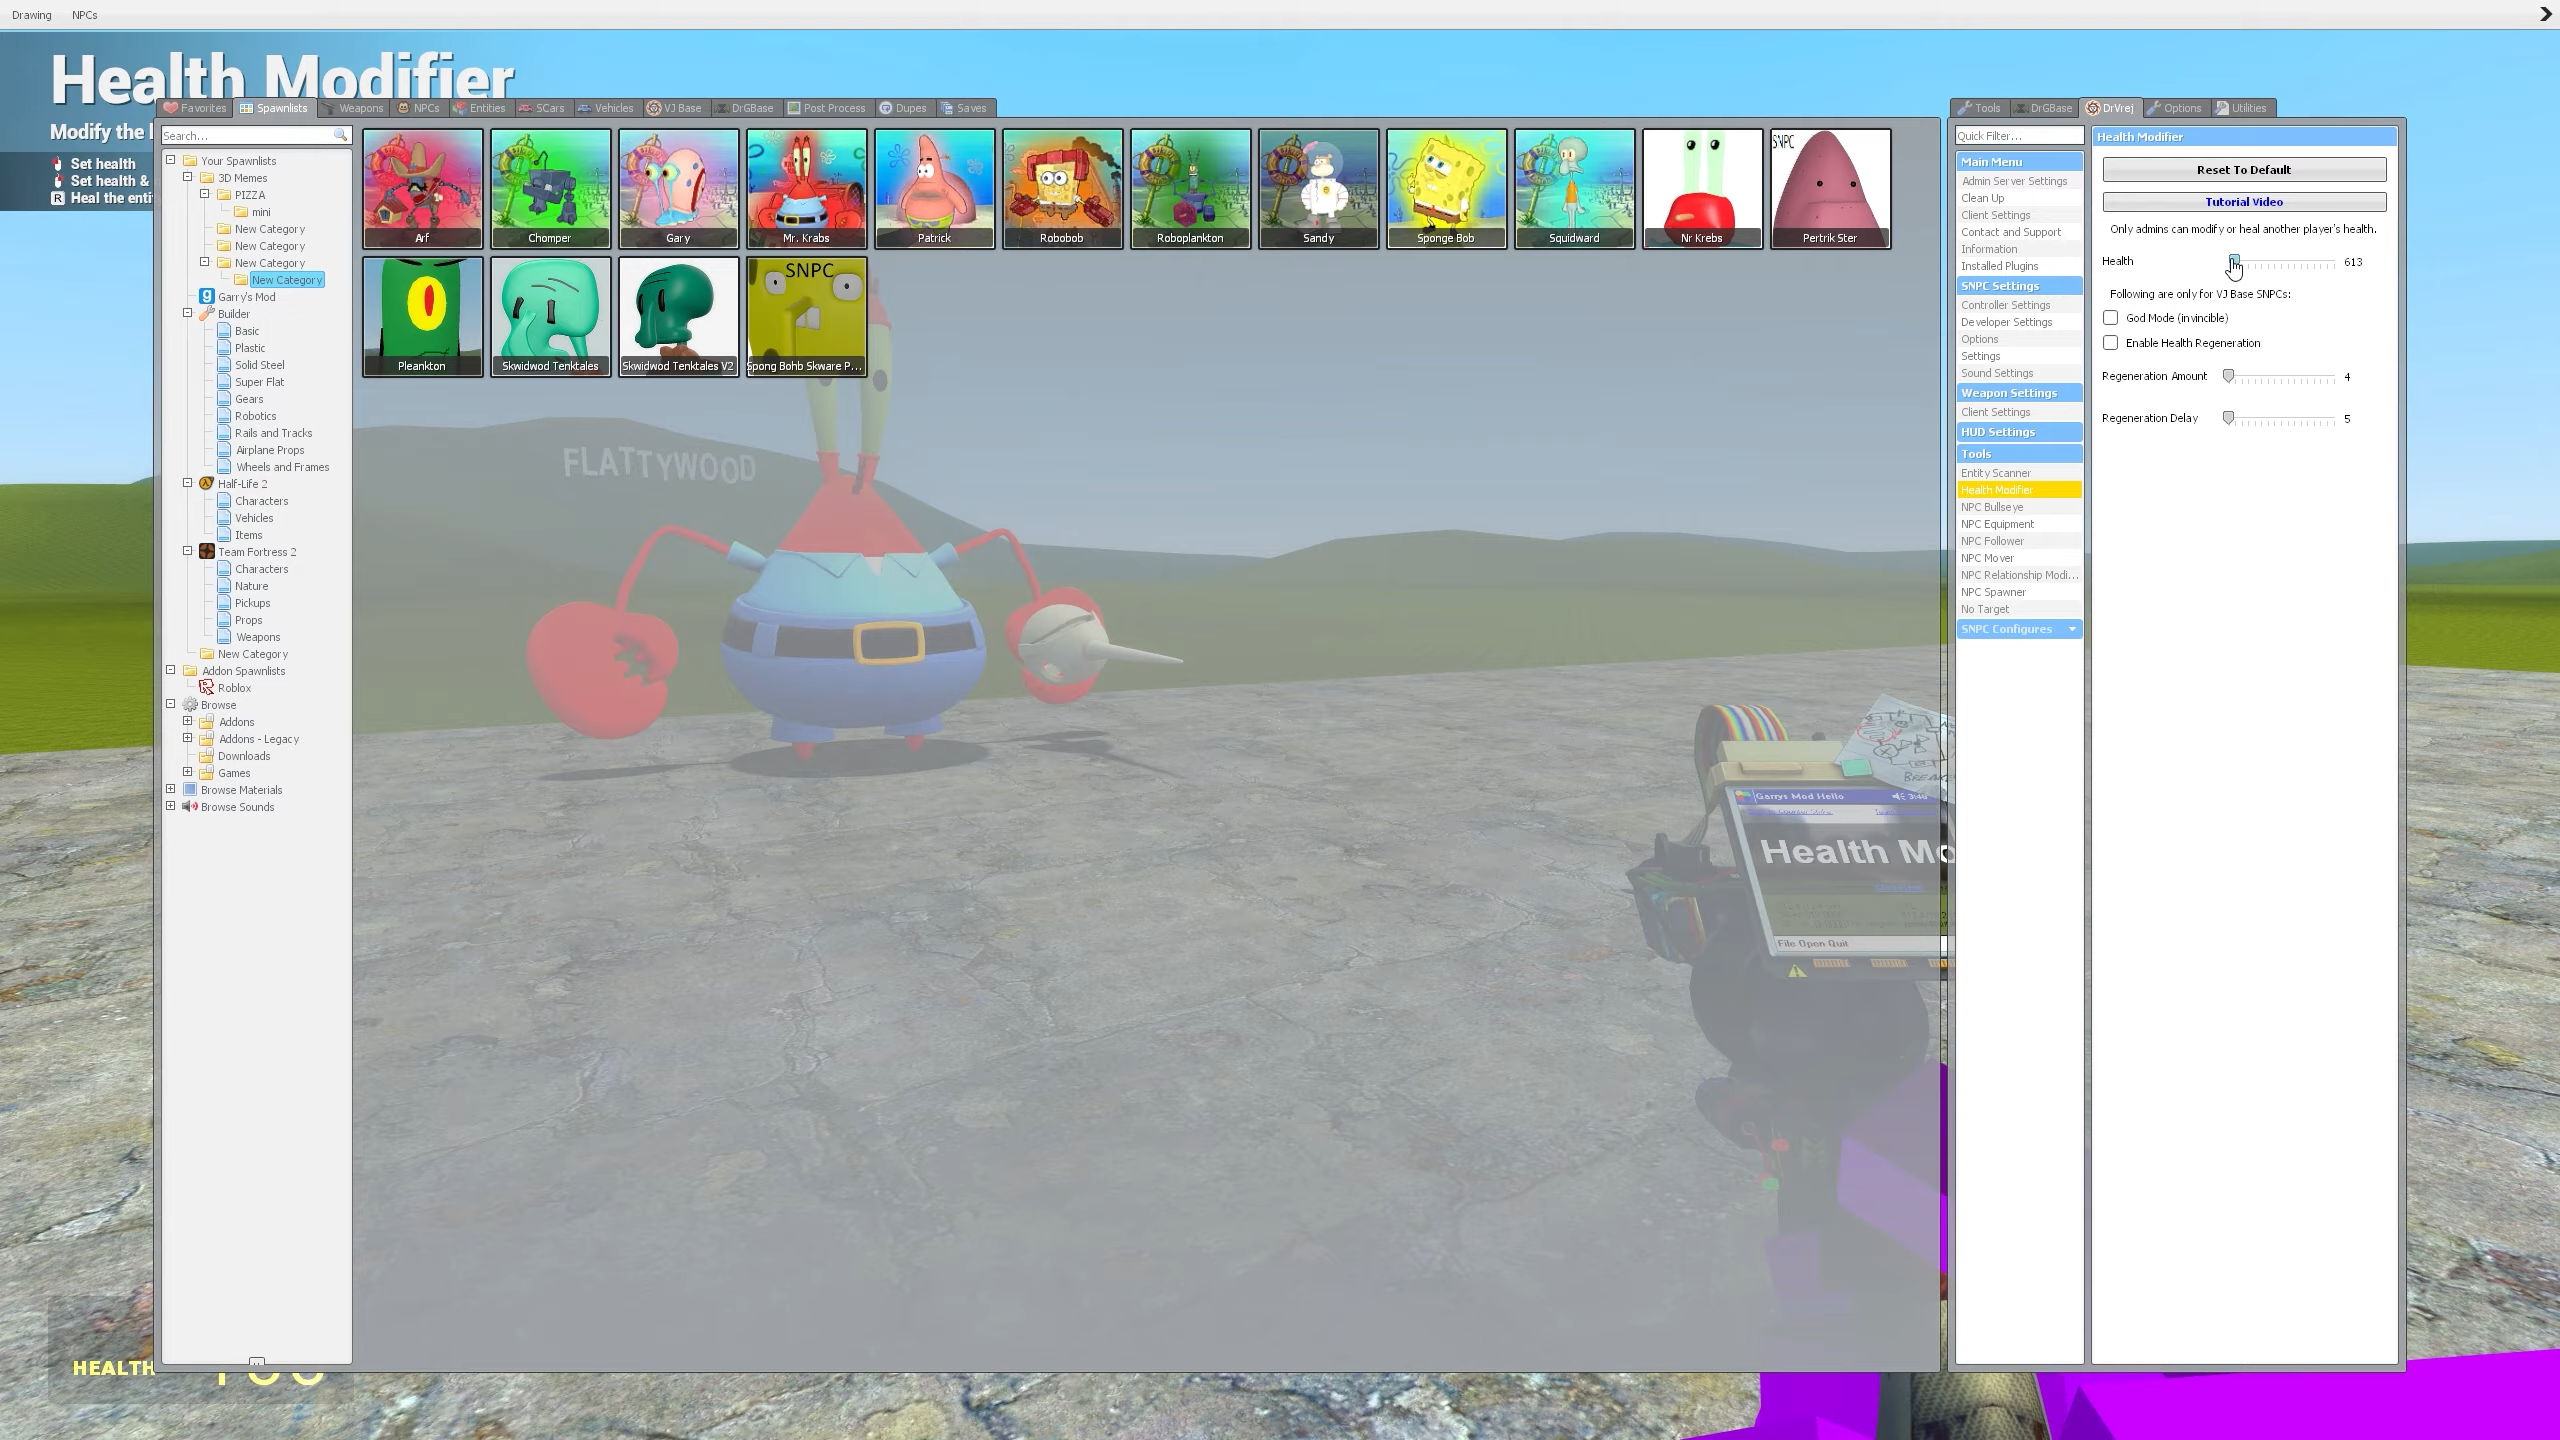 Drawing NPCs
Health Modifier
Modify the
Set health
Set health &
R Heal the enti
Favorites Spawnlists Weapons NPCs Entities SCars Vehicles VJ Base DrGBase Post Process Dupes Saves
Search...
Your Spawnlists
3D Memes
PIZZA
mini
New Category
New Category
New Category
New Category
Garry's Mod
Builder
Basic
Plastic
Solid Steel
Super Flat
Gears
Robotics
Rails and Tracks
Airplane Props
Wheels and Frames
Half-Life 2
Characters
Vehicles
Items
Team Fortress 2
Characters
Nature
Pickups
Props
Weapons
New Category
Addon Spawnlists
Roblox
Browse
Addons
Addons - Legacy
Downloads
Games
Browse Materials
Browse Sounds
SNPC
Arf Chomper Gary Mr. Krabs Patrick Robobob Roboplankton Sandy Sponge Bob Squidward Nr Krebs Pertrik Ster
SNPC
Pleankton Skwidwod Tenktales Skwidwod Tenktales V2 Spong Bohb Skware P...
FLATTYWOOD
Garrys Mod Hello
Health Mo
File Open Quit
HEALTH
Tools DrGBase DrVrej Options Utilities
Quick Filter...
Main Menu
Admin Server Settings
Clean Up
Client Settings
Contact and Support
Information
Installed Plugins
SNPC Settings
Controller Settings
Developer Settings
Options
Settings
Sound Settings
Weapon Settings
Client Settings
HUD Settings
Tools
Entity Scanner
Health Modifier
NPC Bullseye
NPC Equipment
NPC Follower
NPC Mover
NPC Relationship Modi...
NPC Spawner
No Target
SNPC Configures
Health Modifier
Reset To Default
Tutorial Video
Only admins can modify or heal another player's health.
Health 613
Following are only for VJ Base SNPCs:
God Mode (invincible)
Enable Health Regeneration
Regeneration Amount 4
Regeneration Delay 5